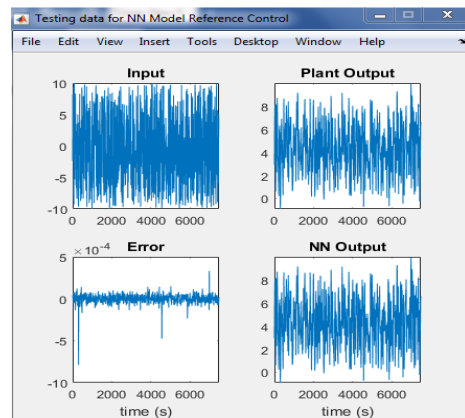 Testing data for NN Model Reference Control
File Edit View Insert Tools Desktop Window Help
Input
10
5
0
-5
-10
0 2000 4000 6000
Plant Output
8
6
4
2
0
0 2000 4000 6000
Error
×10⁻⁴
5
0
-5
-10
0 2000 4000 6000
time (s)
NN Output
8
6
4
2
0
0 2000 4000 6000
time (s)